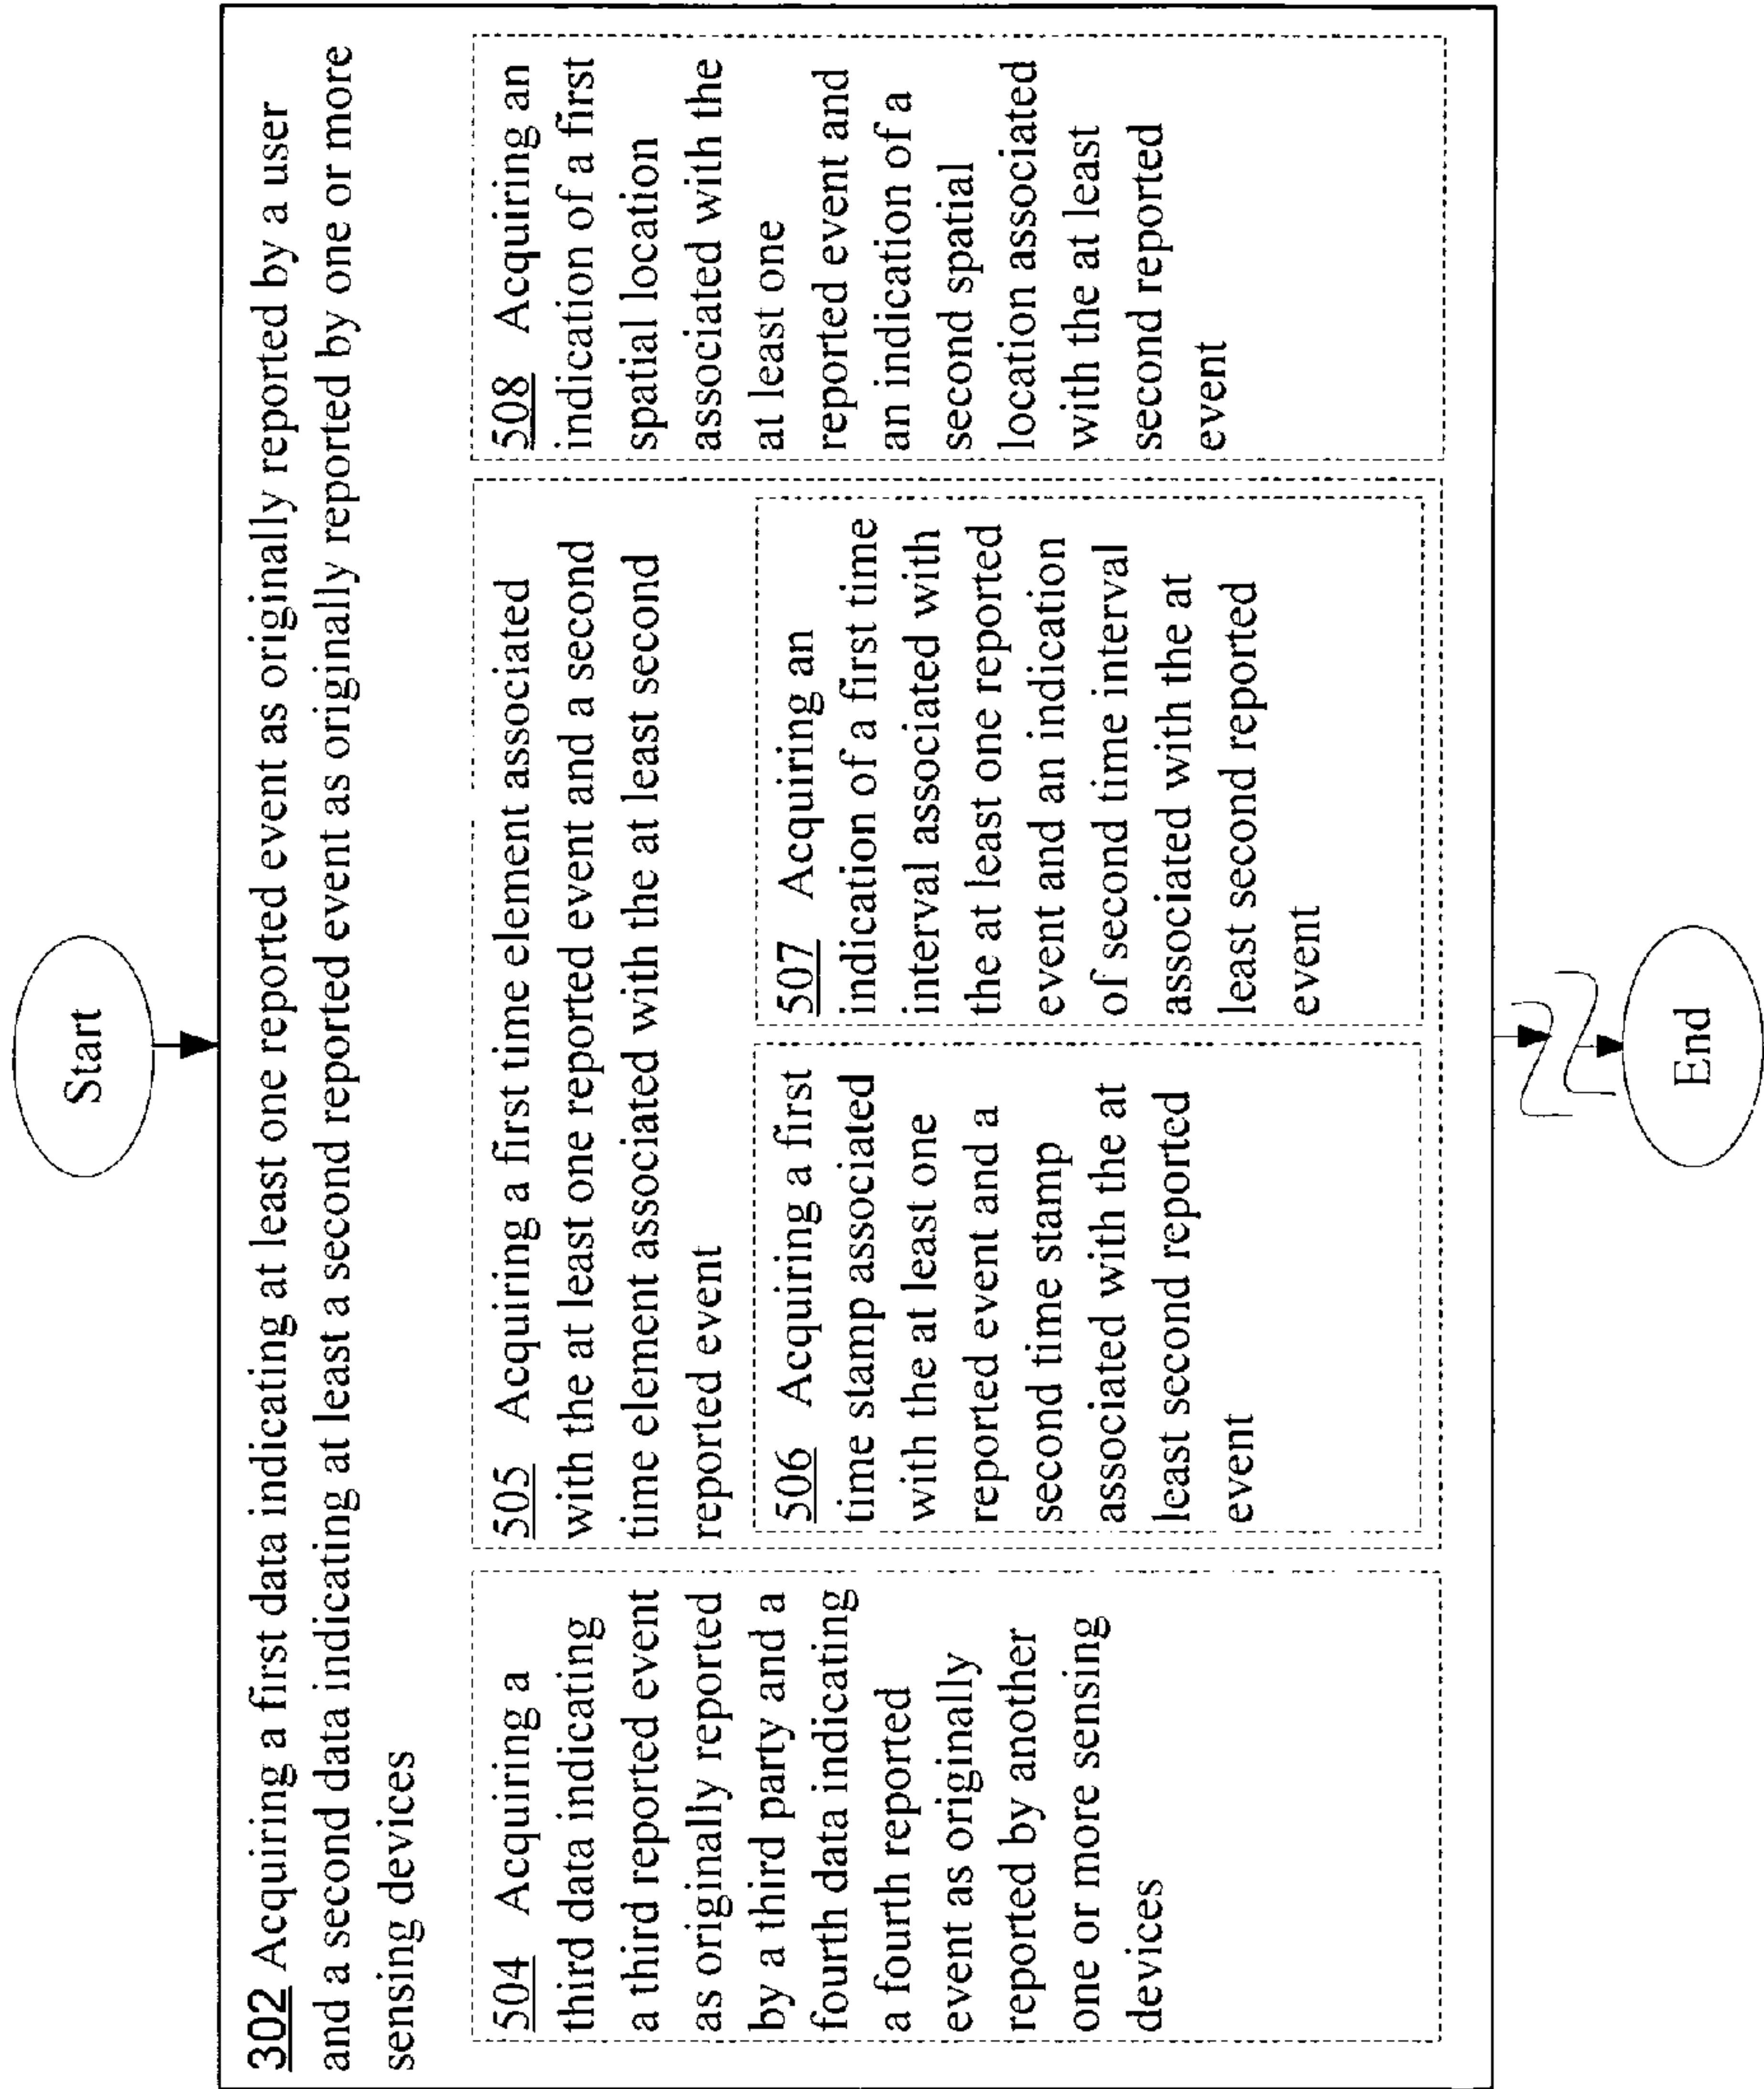 Start
302 Acquiring a first data indicating at least one reported event as originally reported by a user
and a second data indicating at least a second reported event as originally reported by one or more
sensing devices
504 Acquiring a
third data indicating
a third reported event
as originally reported
by a third party and a
fourth data indicating
a fourth reported
event as originally
reported by another
one or more sensing
devices
505 Acquiring a first time element associated
with the at least one reported event and a second
time element associated with the at least second
reported event
506 Acquiring a first
time stamp associated
with the at least one
reported event and a
second time stamp
associated with the at
least second reported
event
507 Acquiring an
indication of a first time
interval associated with
the at least one reported
event and an indication
of second time interval
associated with the at
least second reported
event
508 Acquiring an
indication of a first
spatial location
associated with the
at least one
reported event and
an indication of a
second spatial
location associated
with the at least
second reported
event
End